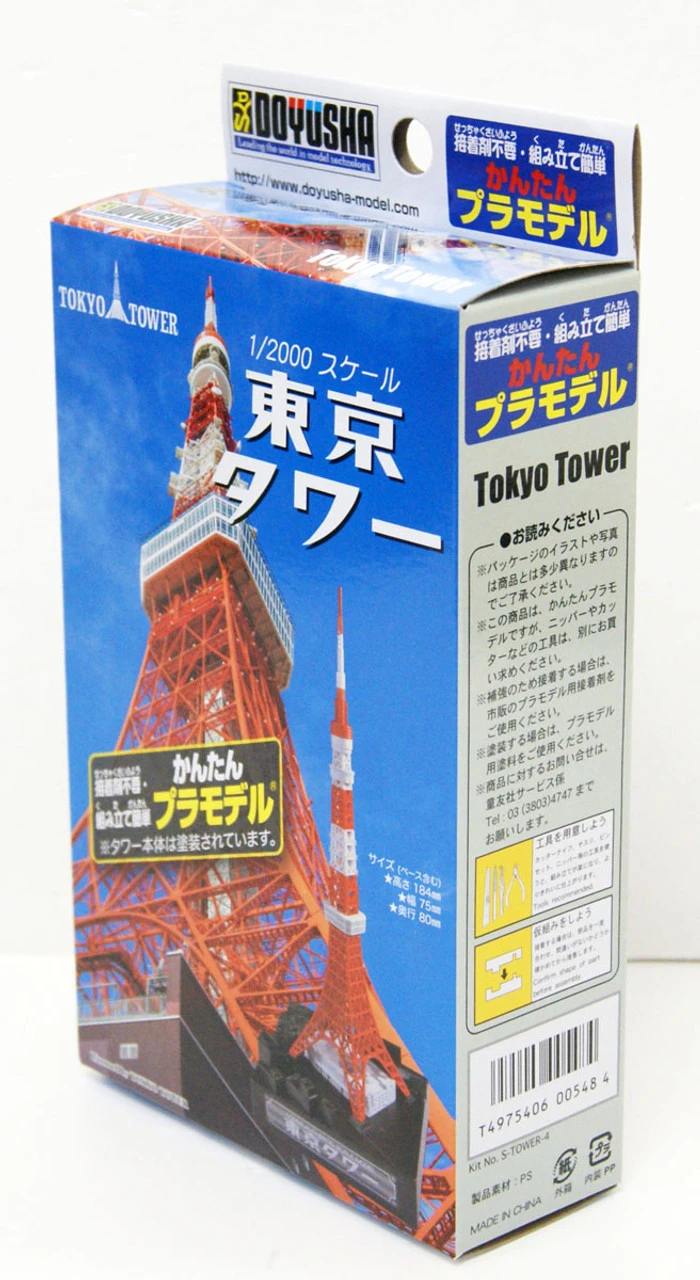 DOYUSHA
Leading the world in model technology.
http://www.doyusha-model.com
せっちゃくざいふよう く た かんたん
接着剤不要・組み立て簡単
かんたん
プラモデル®
DOYUSHA
Tokyo Tower
TOKYO TOWER
1/2000 スケール
東京
タワー
せっちゃくざいふよう
接着剤不要・
く た かんたん
組み立て簡単
かんたん
プラモデル®
※タワー本体は塗装されています。
サイズ(ベース含む)
★高さ 184㎜
★幅 75㎜
★奥行 80㎜
東京タワー
せっちゃくざいふよう く た かんたん
接着剤不要・組み立て簡単
かんたん
プラモデル®
Tokyo Tower
●お読みください
※パッケージのイラストや写真
は商品とは多少異なりますの
でご了承ください。
※この商品は、かんたんプラモ
デルですが、ニッパーやカッ
ターなどの工具は、別にお買
い求めください。
※補強のため接着する場合は、
市販のプラモデル用接着剤を
ご使用ください。
※塗装する場合は、プラモデル
用塗料をご使用ください。
※商品に対するお問い合せは、
童友社サービス係
Tel : 03 (3803)4747 まで
お願いします。
工具を用意しよう
Tools recommended.
仮組みをしよう
Confirm shape of part
before assembly.
T4975406 00548 4
Kit No. S-TOWER-4
製品素材 : PS
紙
外箱
プラ
内装 PP
MADE IN CHINA